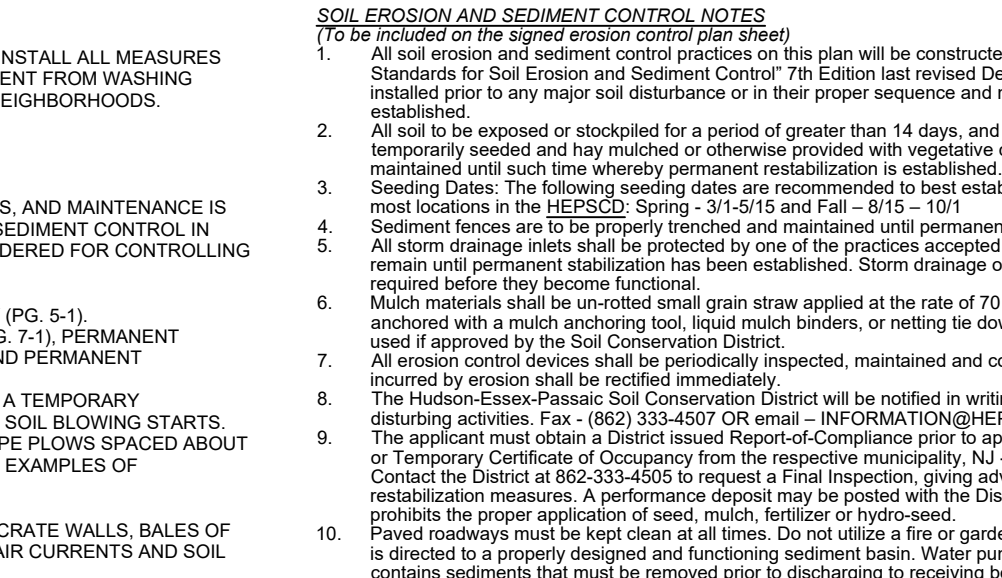 INSTALL ALL MEASURES
ENT FROM WASHING
EIGHBORHOODS.
S, AND MAINTENANCE IS
SEDIMENT CONTROL IN
DERED FOR CONTROLLING
(PG. 5-1).
G. 7-1), PERMANENT
ND PERMANENT
A TEMPORARY
SOIL BLOWING STARTS.
PE PLOWS SPACED ABOUT
EXAMPLES OF
CRATE WALLS, BALES OF
AIR CURRENTS AND SOIL
SOIL EROSION AND SEDIMENT CONTROL NOTES
(To be included on the signed erosion control plan sheet)
1. All soil erosion and sediment control practices on this plan will be constructe
Standards for Soil Erosion and Sediment Control” 7th Edition last revised De
installed prior to any major soil disturbance or in their proper sequence and
established.
2. All soil to be exposed or stockpiled for a period of greater than 14 days, and
temporarily seeded and hay mulched or otherwise provided with vegetative
maintained until such time whereby permanent restabilization is established.
3. Seeding Dates: The following seeding dates are recommended to best estab
most locations in the HEPSCD: Spring - 3/1-5/15 and Fall – 8/15 – 10/1
4. Sediment fences are to be properly trenched and maintained until permanen
5. All storm drainage inlets shall be protected by one of the practices accepted
remain until permanent stabilization has been established. Storm drainage o
required before they become functional.
6. Mulch materials shall be un-rotted small grain straw applied at the rate of 70
anchored with a mulch anchoring tool, liquid mulch binders, or netting tie dow
used if approved by the Soil Conservation District.
7. All erosion control devices shall be periodically inspected, maintained and co
incurred by erosion shall be rectified immediately.
8. The Hudson-Essex-Passaic Soil Conservation District will be notified in writi
disturbing activities. Fax - (862) 333-4507 OR email – INFORMATION@HEP
9. The applicant must obtain a District issued Report-of-Compliance prior to ap
or Temporary Certificate of Occupancy from the respective municipality, NJ -
Contact the District at 862-333-4505 to request a Final Inspection, giving adv
restabilization measures. A performance deposit may be posted with the Dis
prohibits the proper application of seed, mulch, fertilizer or hydro-seed.
10. Paved roadways must be kept clean at all times. Do not utilize a fire or garde
is directed to a properly designed and functioning sediment basin. Water pur
contains sediments that must be removed prior to discharging to receiving bo